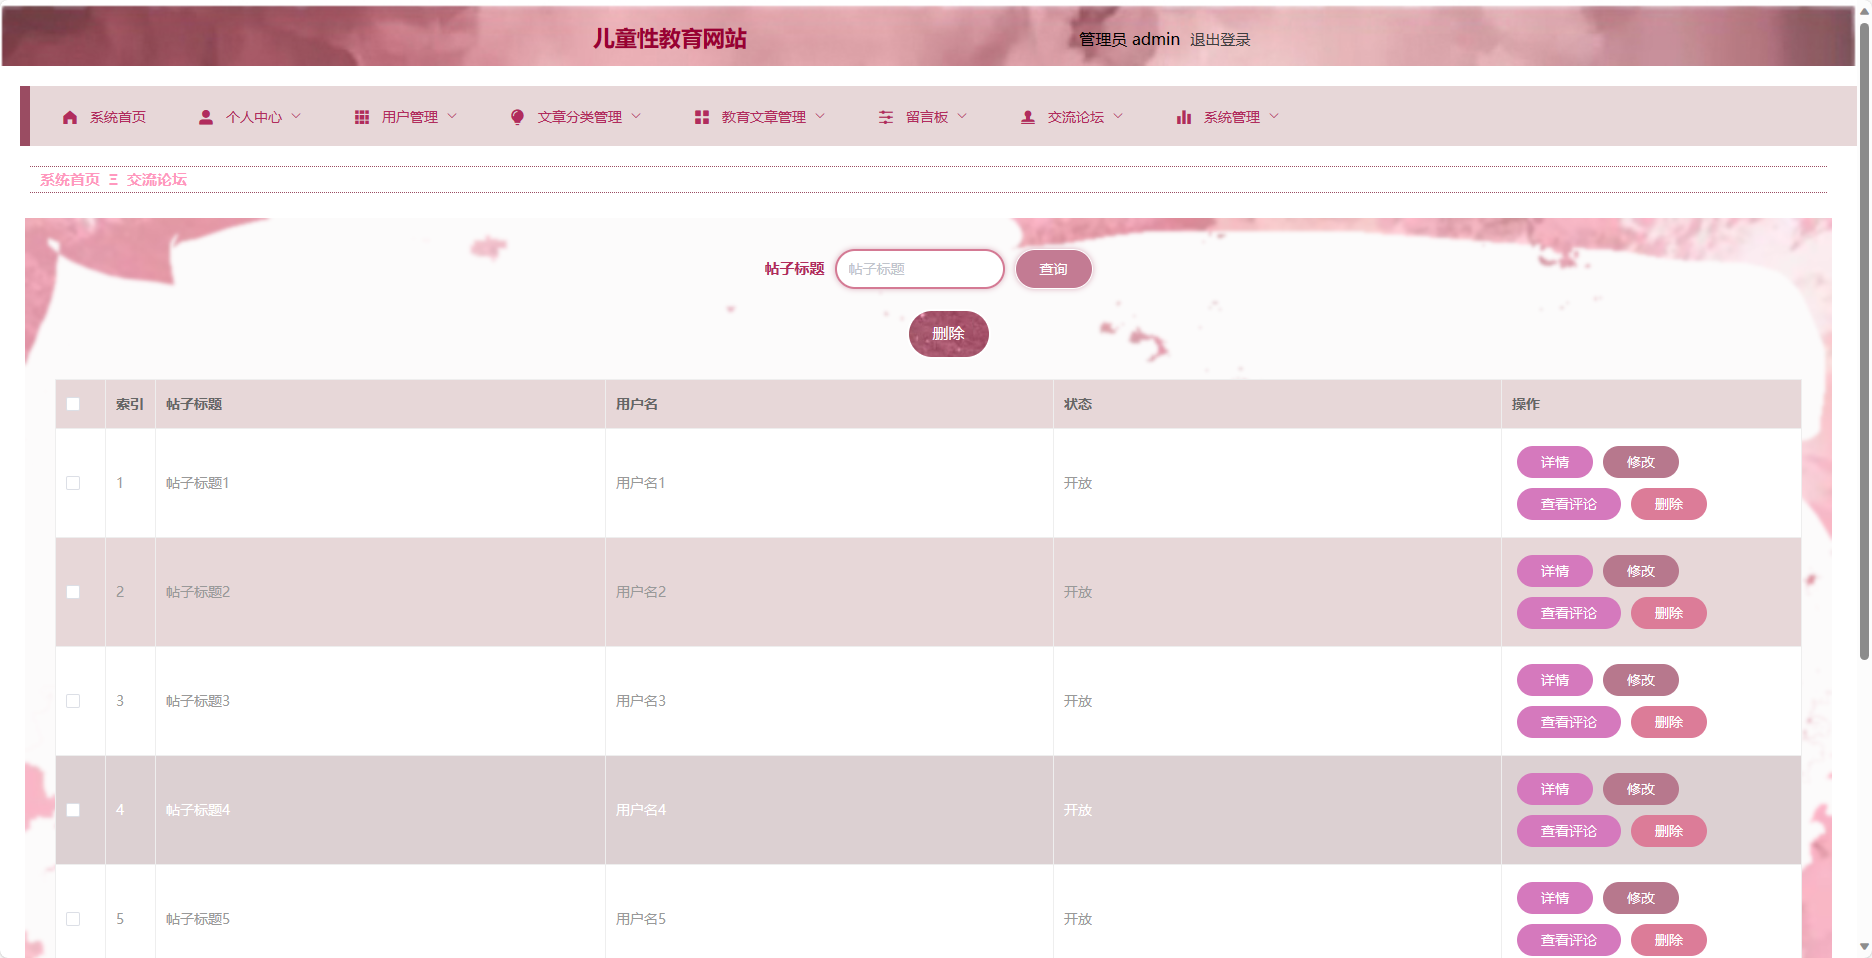 儿童性教育网站
管理员 admin 退出登录
系统首页 个人中心 用户管理 文章分类管理 教育文章管理 留言板 交流论坛 系统管理
系统首页 Ξ 交流论坛
帖子标题 帖子标题 查询
删除
索引 帖子标题 用户名 状态 操作
详情 修改
1 帖子标题1 用户名1 开放
查看评论 删除
详情 修改
2 帖子标题2 用户名2 开放
查看评论 删除
详情 修改
3 帖子标题3 用户名3 开放
查看评论 删除
详情 修改
4 帖子标题4 用户名4 开放
查看评论 删除
详情 修改
5 帖子标题5 用户名5 开放
查看评论 删除